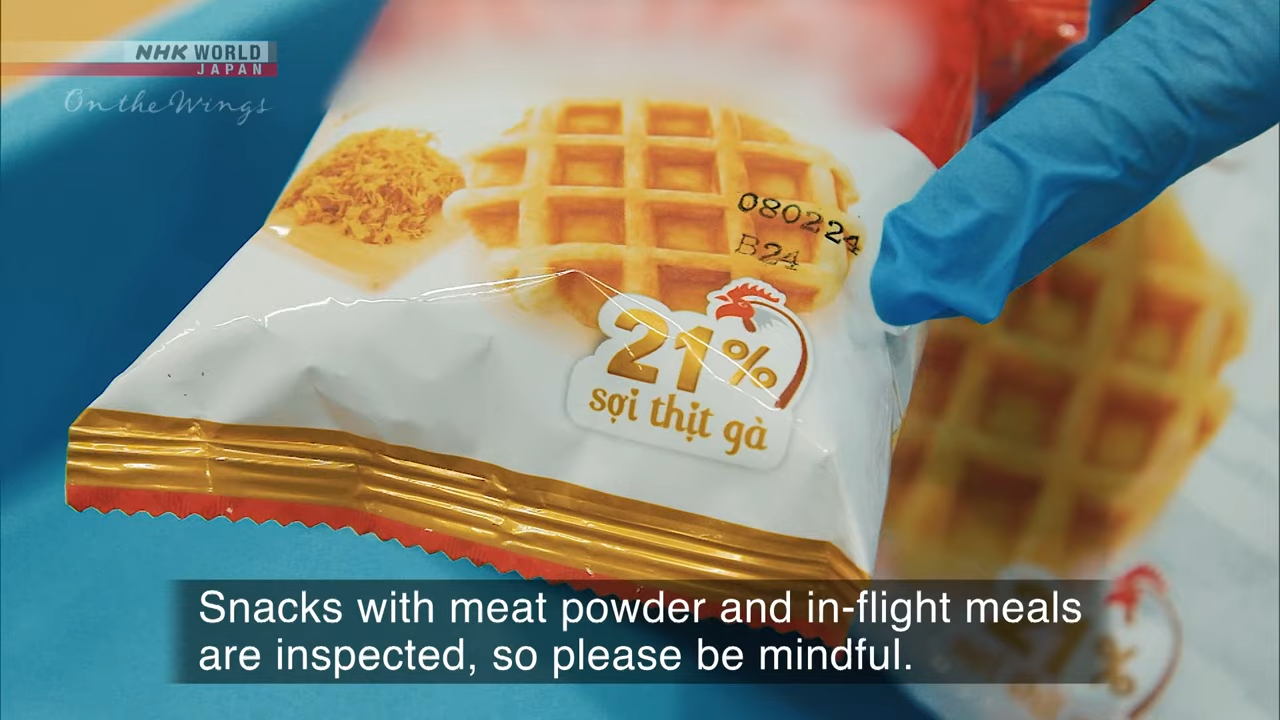 NHK WORLD
JAPAN
On the Wings
080224
B24
21%
sợi thịt gà
Snacks with meat powder and in-flight meals
are inspected, so please be mindful.